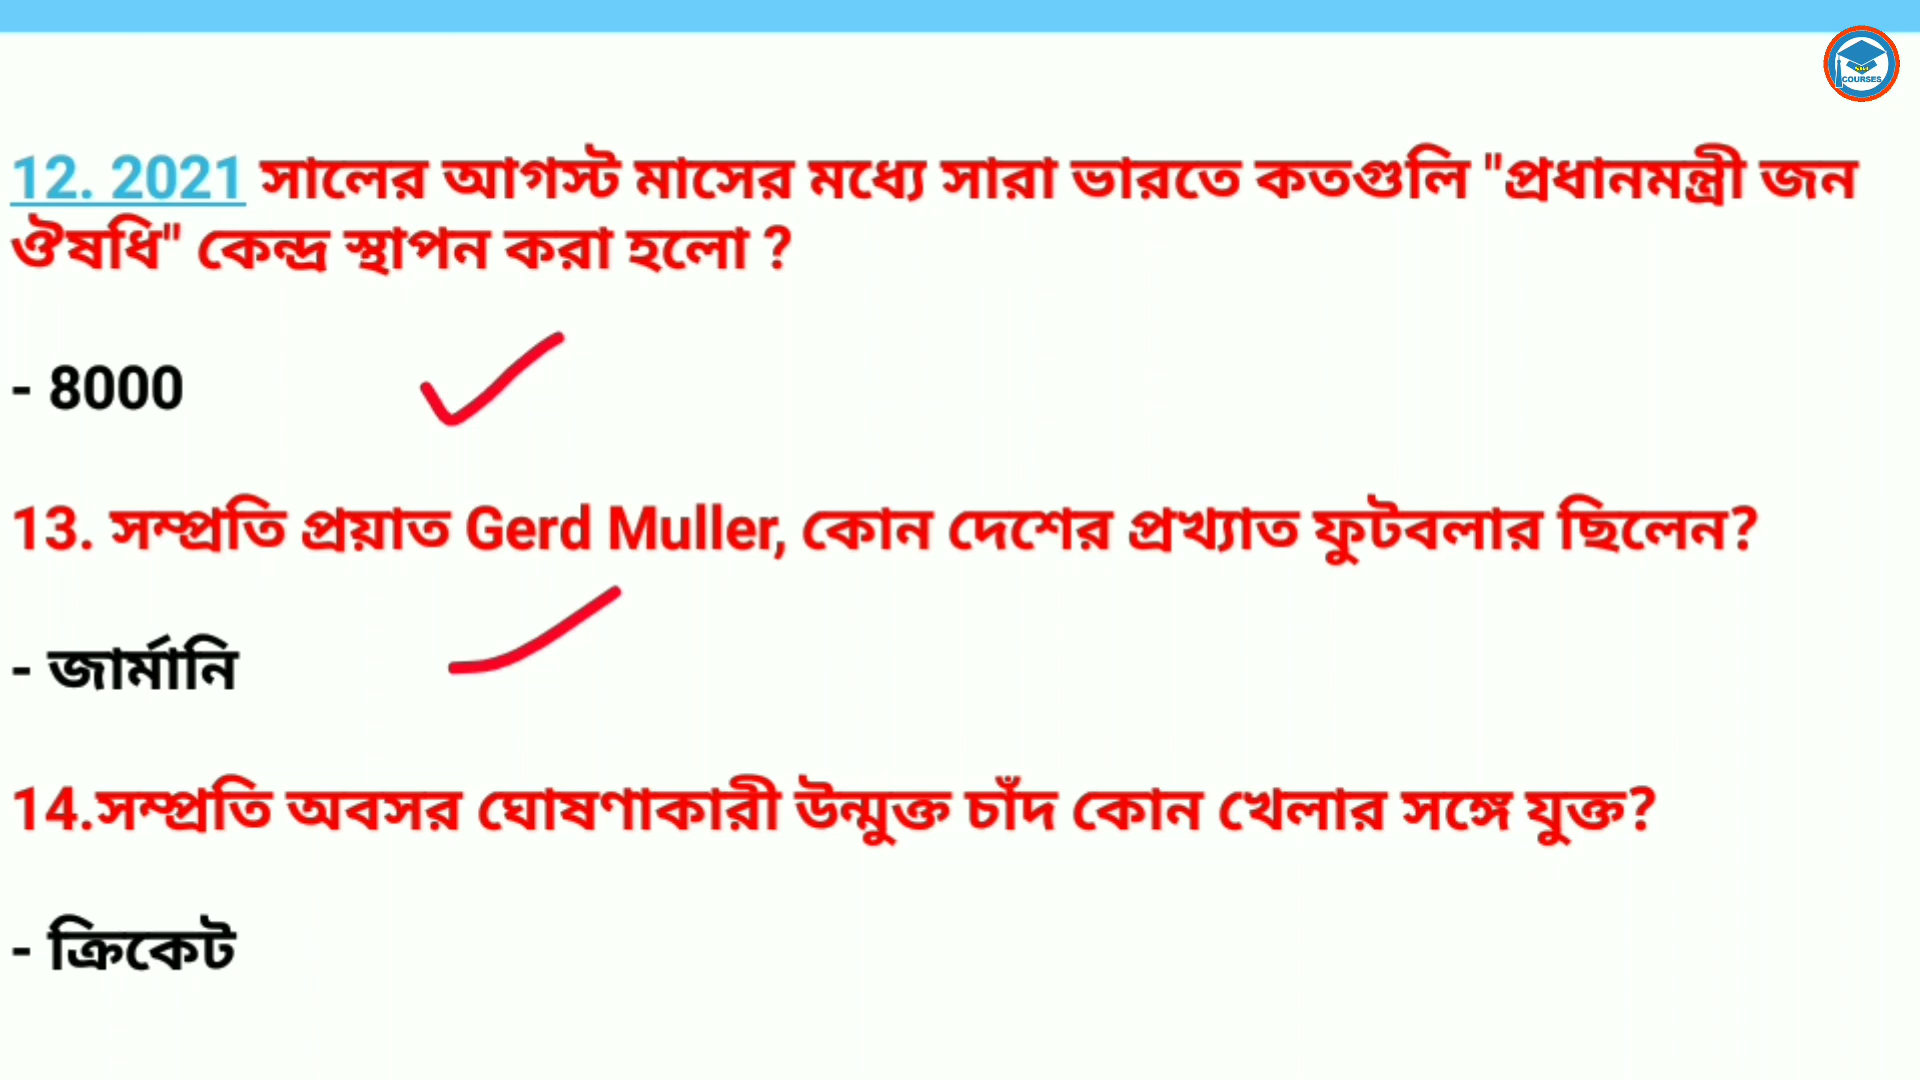 COURSES
12. 2021 সালের আগস্ট মাসের মধ্যে সারা ভারতে কতগুলি "প্রধানমন্ত্রী জন
ঔষধি" কেন্দ্র স্থাপন করা হলো ?
- 8000
13. সম্প্রতি প্রয়াত Gerd Muller, কোন দেশের প্রখ্যাত ফুটবলার ছিলেন?
- জার্মানি
14.সম্প্রতি অবসর ঘোষণাকারী উন্মুক্ত চাঁদ কোন খেলার সঙ্গে যুক্ত?
- ক্রিকেট